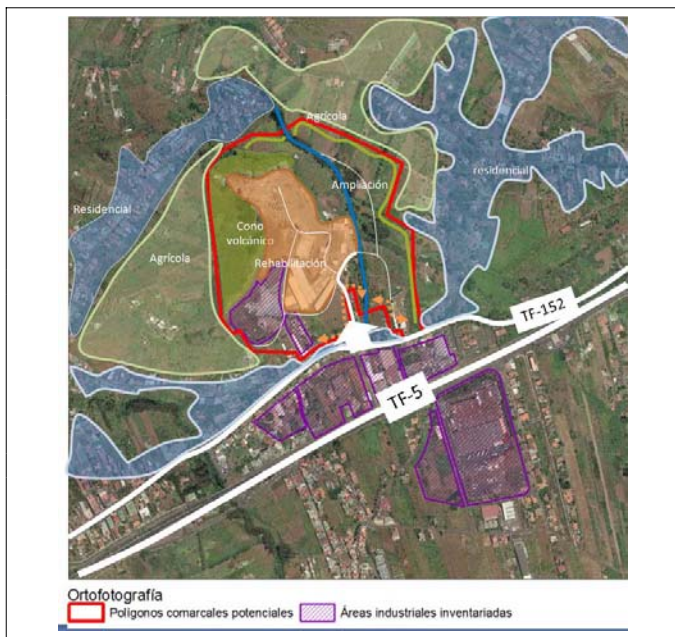 Agrícola
Ampliación
residencial
Residencial
Cono
volcánico
Agrícola
Rehabilitación
TF-152
TF-5
Ortofotografía
Polígonos comarcales potenciales
Áreas industriales inventariadas